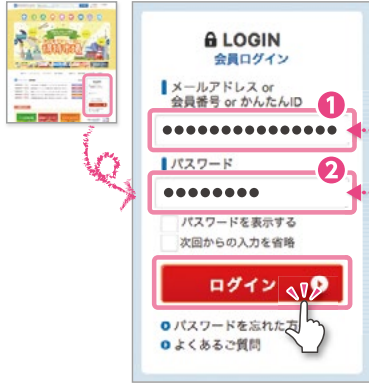 LOGIN
会員ログイン
メールアドレス or
会員番号 or かんたんID
1
●●●●●●●●●●●●●●●
パスワード
2
●●●●●●●●
パスワードを表示する
次回からの入力を省略
ログイン
パスワードを忘れた方
よくあるご質問